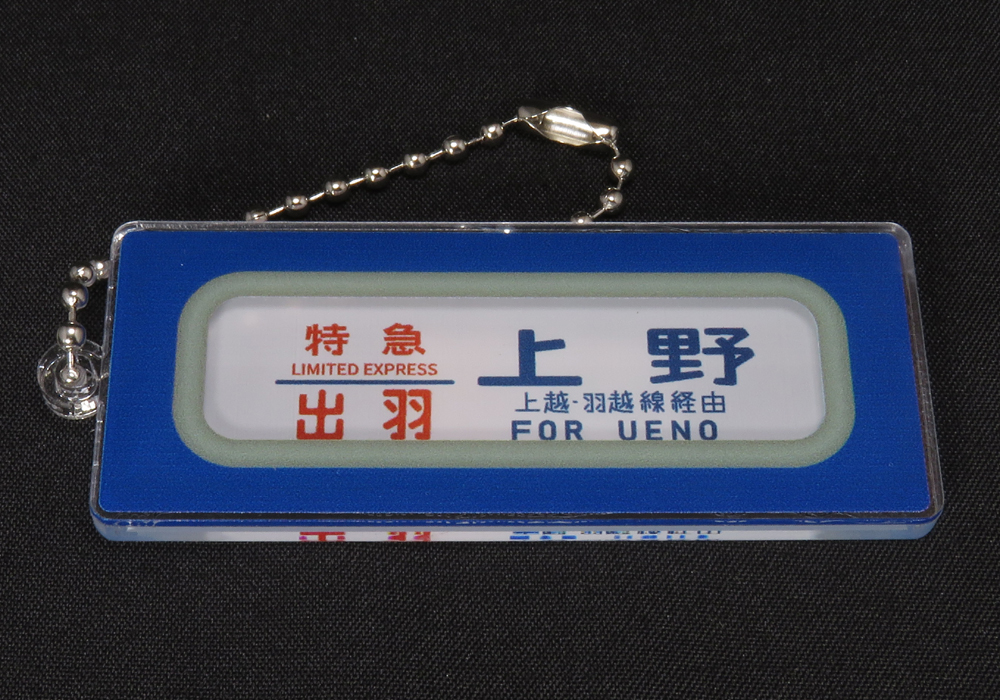 特急
LIMITED EXPRESS
出羽
上野
上越-羽越線経由
FOR UENO